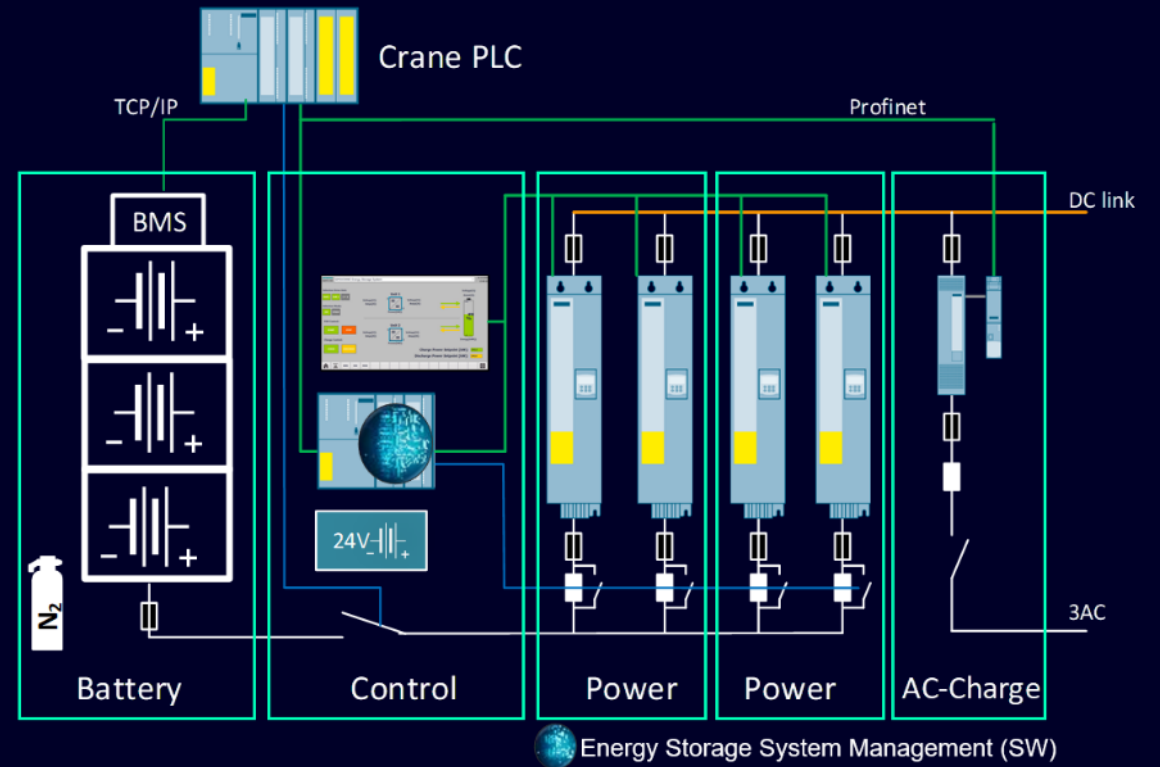 Crane PLC
TCP/IP
Profinet
DC link
BMS
24V
N₂
3AC
Battery
Control
Power
Power
AC-Charge
Energy Storage System Management (SW)